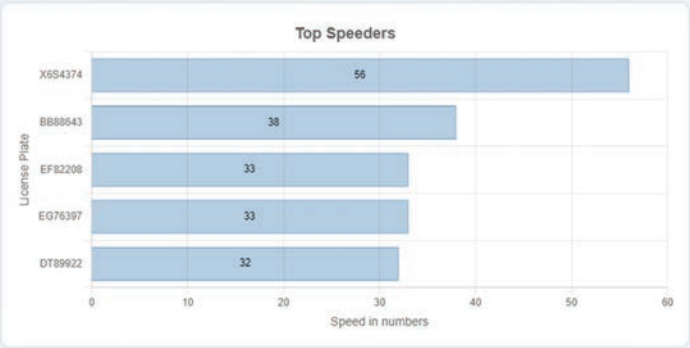 Top Speeders
License Plate
X6S4374
56
BB88643
38
EF82208
33
EG76397
33
DT89922
32
0 10 20 30 40 50 60
Speed in numbers